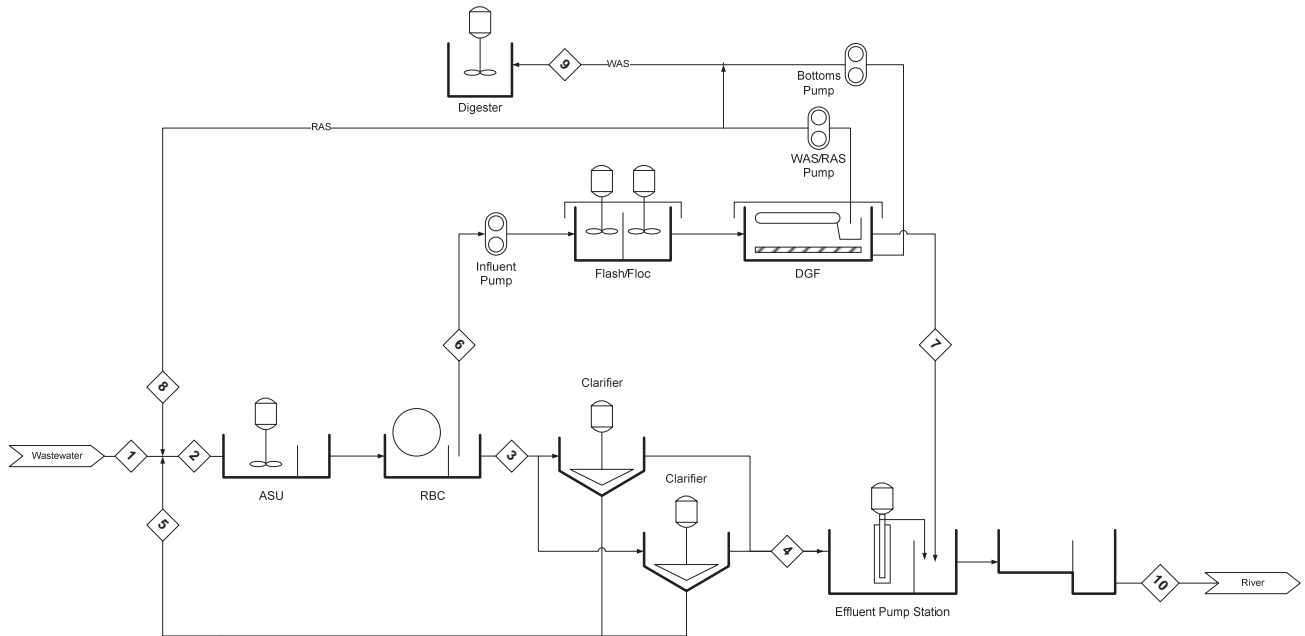 9
WAS
Bottoms
Pump
Digester
RAS
WAS/RAS
Pump
Influent
Pump
Flash/Floc
DGF
6
7
8
Clarifier
Wastewater
1
2
3
ASU
RBC
Clarifier
5
4
Effluent Pump Station
10
River